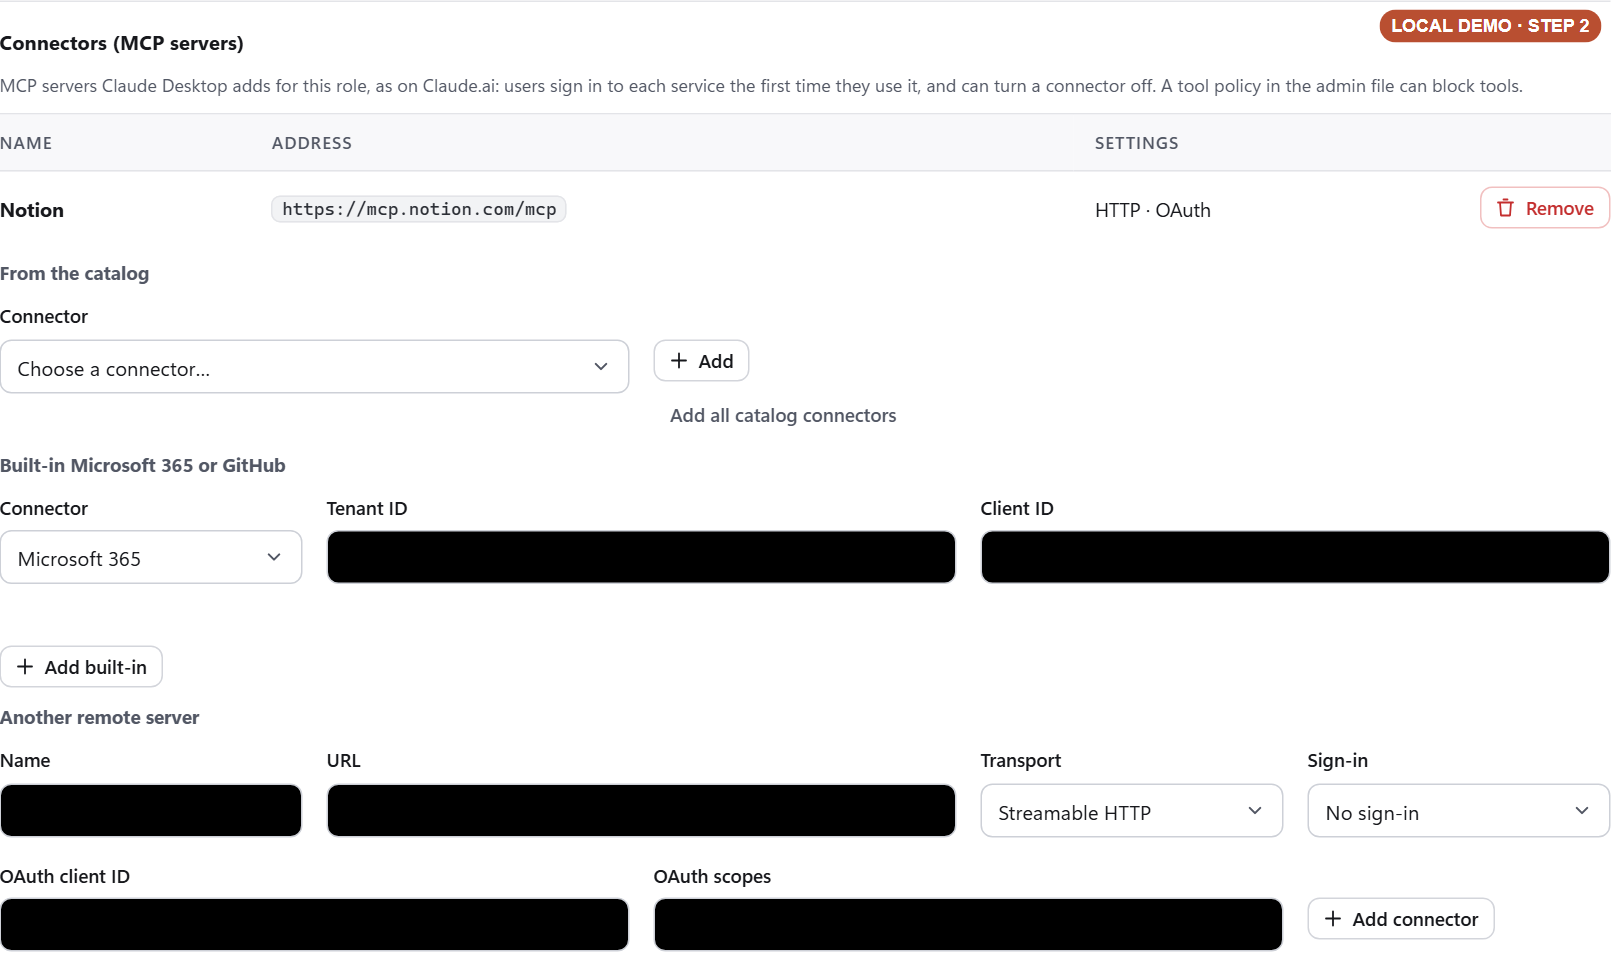 LOCAL DEMO · STEP 2
Connectors (MCP servers)
MCP servers Claude Desktop adds for this role, as on Claude.ai: users sign in to each service the first time they use it, and can turn a connector off. A tool policy in the admin file can block tools.
NAME ADDRESS SETTINGS
Notion https://mcp.notion.com/mcp HTTP · OAuth Remove
From the catalog
Connector
Choose a connector... + Add
Add all catalog connectors
Built-in Microsoft 365 or GitHub
Connector Tenant ID Client ID
Microsoft 365
+ Add built-in
Another remote server
Name URL Transport Sign-in
Streamable HTTP No sign-in
OAuth client ID OAuth scopes
+ Add connector